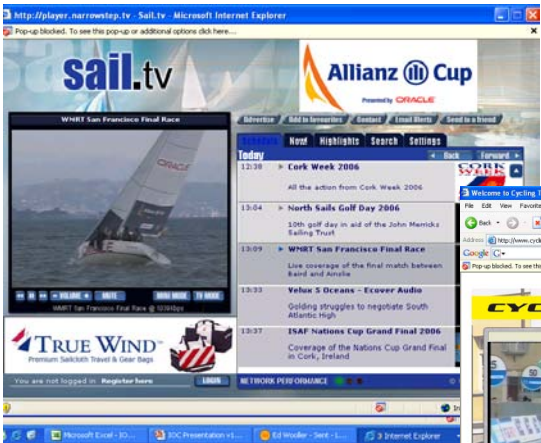 http://player.narrowstep.tv - Sail.tv - Microsoft Internet Explorer
Pop-up blocked. To see this pop-up or additional options click here...
sail.tv
Allianz Cup
Presented by ORACLE
WMRT San Francisco Final Race
Advertise Add to favourites Contact Email Alerts Send to a friend
Schedule Now! Highlights Search Settings
Today
Back Forward
12:38 Cork Week 2006
All the action from Cork Week 2006
CORK WEEK
13:04 North Sails Golf Day 2006
10th golf day in aid of the John Merricks
Sailing Trust
13:09 WMRT San Francisco Final Race
Live coverage of the final match between
Baird and Ainslie
13:33 Velux 5 Oceans - Ecover Audio
Golding struggles to negotiate South
Atlantic High
13:37 ISAF Nations Cup Grand Final 2006
Coverage of the Nations Cup Grand Final
in Cork, Ireland
ORACLE
- VOLUME + MUTE MINI MODE TV MODE
WMRT San Francisco Final Race @
TRUE WIND
Premium Sailcloth Travel & Gear Bags
You are not logged in Register here LOGIN
NETWORK PERFORMANCE
Welcome to Cycling T
File Edit View Favorite
Back
Address http://www.cycli
Google G
Pop-up blocked. To see this
CYC
Microsoft Excel - IO...
IOC Presentation v1...
Ed Wooller - Sent - L...
3 Internet Explorer